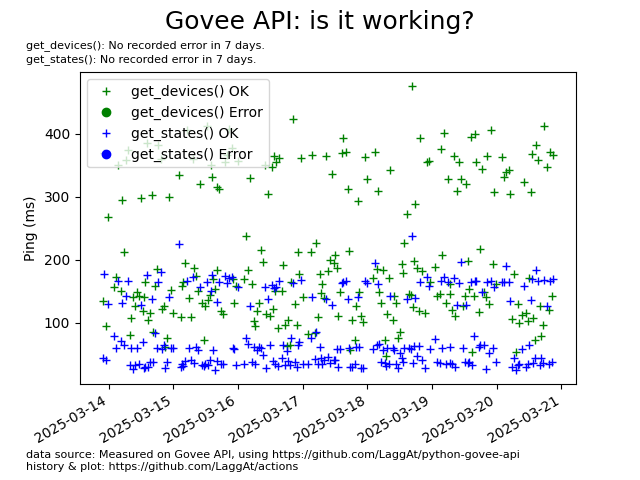 Govee API: is it working?
get_devices(): No recorded error in 7 days.
get_states(): No recorded error in 7 days.
get_devices() OK
get_devices() Error
get_states() OK
get_states() Error
Ping (ms)
400
300
200
100
2025-03-14
2025-03-15
2025-03-16
2025-03-17
2025-03-18
2025-03-19
2025-03-20
2025-03-21
data source: Measured on Govee API, using https://github.com/LaggAt/python-govee-api
history & plot: https://github.com/LaggAt/actions